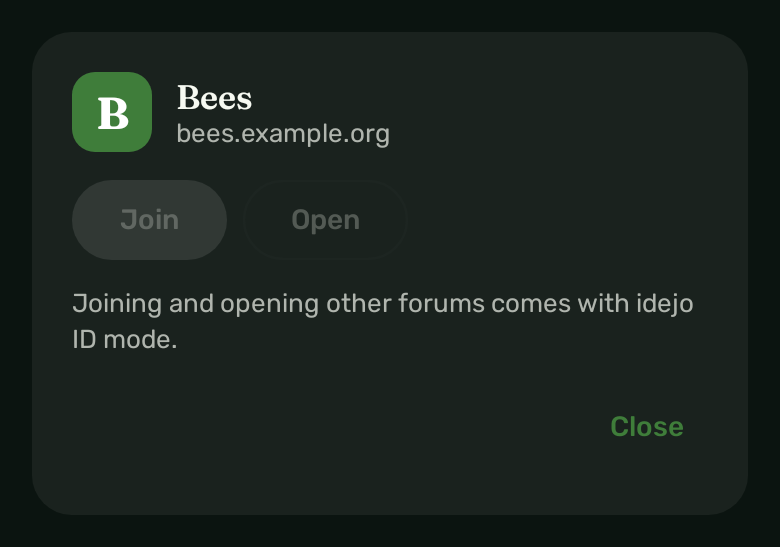 B
Bees
bees.example.org
Join
Open
Joining and opening other forums comes with idejo
ID mode.
Close